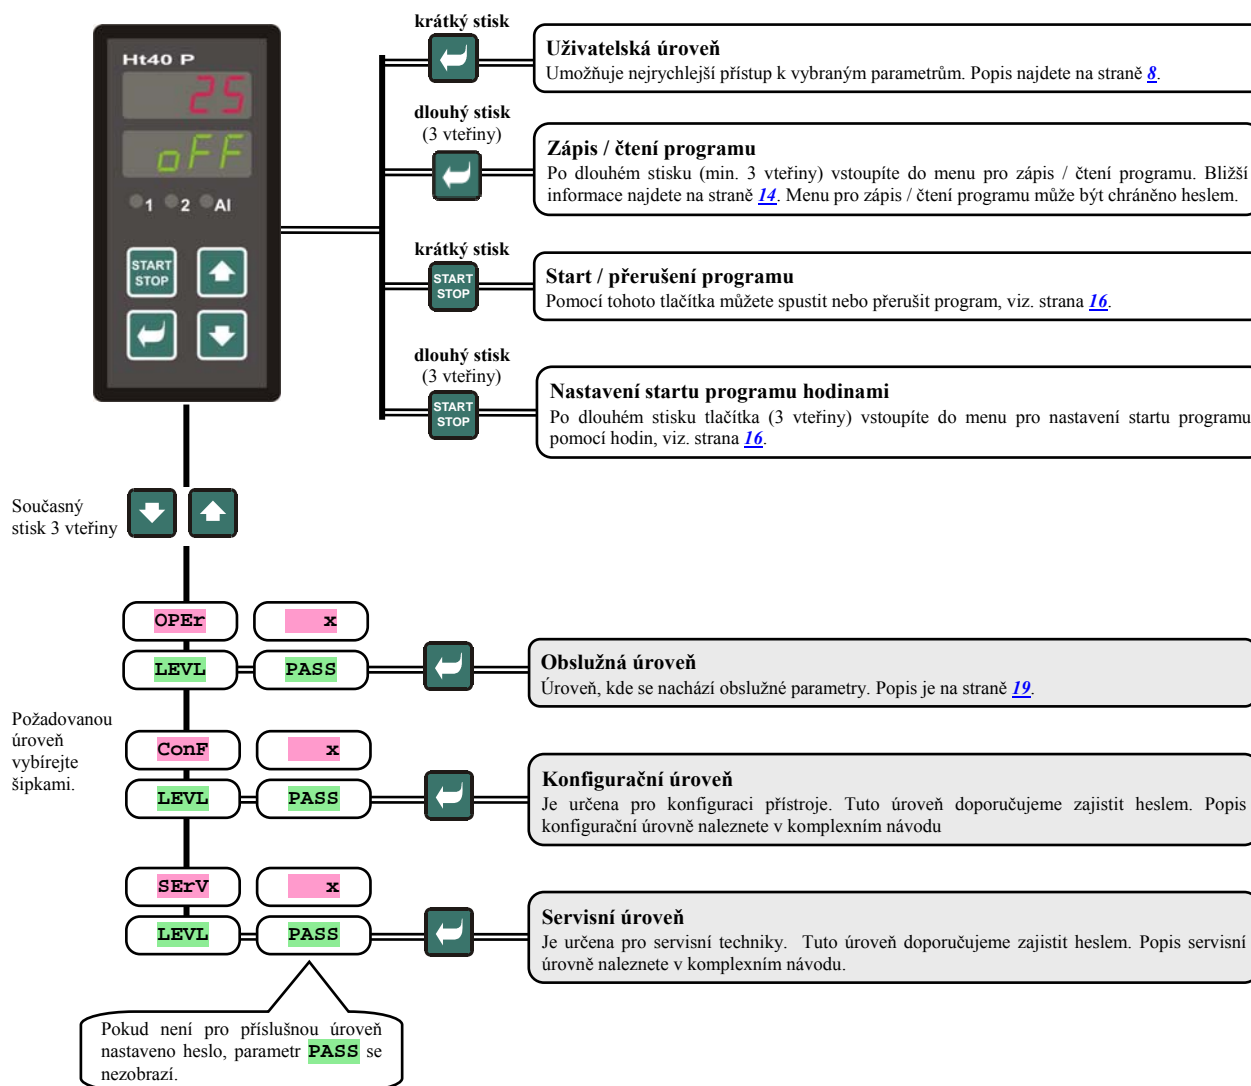 Ht40 P
25
oFF
1 2 Al
START
STOP
krátký stisk
Uživatelská úroveň
Umožňuje nejrychlejší přístup k vybraným parametrům. Popis najdete na straně 8.
dlouhý stisk
(3 vteřiny)
Zápis / čtení programu
Po dlouhém stisku (min. 3 vteřiny) vstoupíte do menu pro zápis / čtení programu. Bližší
informace najdete na straně 14. Menu pro zápis / čtení programu může být chráněno heslem.
krátký stisk
START
STOP
Start / přerušení programu
Pomocí tohoto tlačítka můžete spustit nebo přerušit program, viz. strana 16.
dlouhý stisk
(3 vteřiny)
START
STOP
Nastavení startu programu hodinami
Po dlouhém stisku tlačítka (3 vteřiny) vstoupíte do menu pro nastavení startu programu
pomocí hodin, viz. strana 16.
Současný
stisk 3 vteřiny
OPEr x
LEVL PASS
Obslužná úroveň
Úroveň, kde se nachází obslužné parametry. Popis je na straně 19.
Požadovanou
úroveň
vybírejte
šipkami.
ConF x
LEVL PASS
Konfigurační úroveň
Je určena pro konfiguraci přístroje. Tuto úroveň doporučujeme zajistit heslem. Popis
konfigurační úrovně naleznete v komplexním návodu
SErV x
LEVL PASS
Servisní úroveň
Je určena pro servisní techniky. Tuto úroveň doporučujeme zajistit heslem. Popis servisní
úrovně naleznete v komplexním návodu.
Pokud není pro příslušnou úroveň
nastaveno heslo, parametr PASS se
nezobrazí.